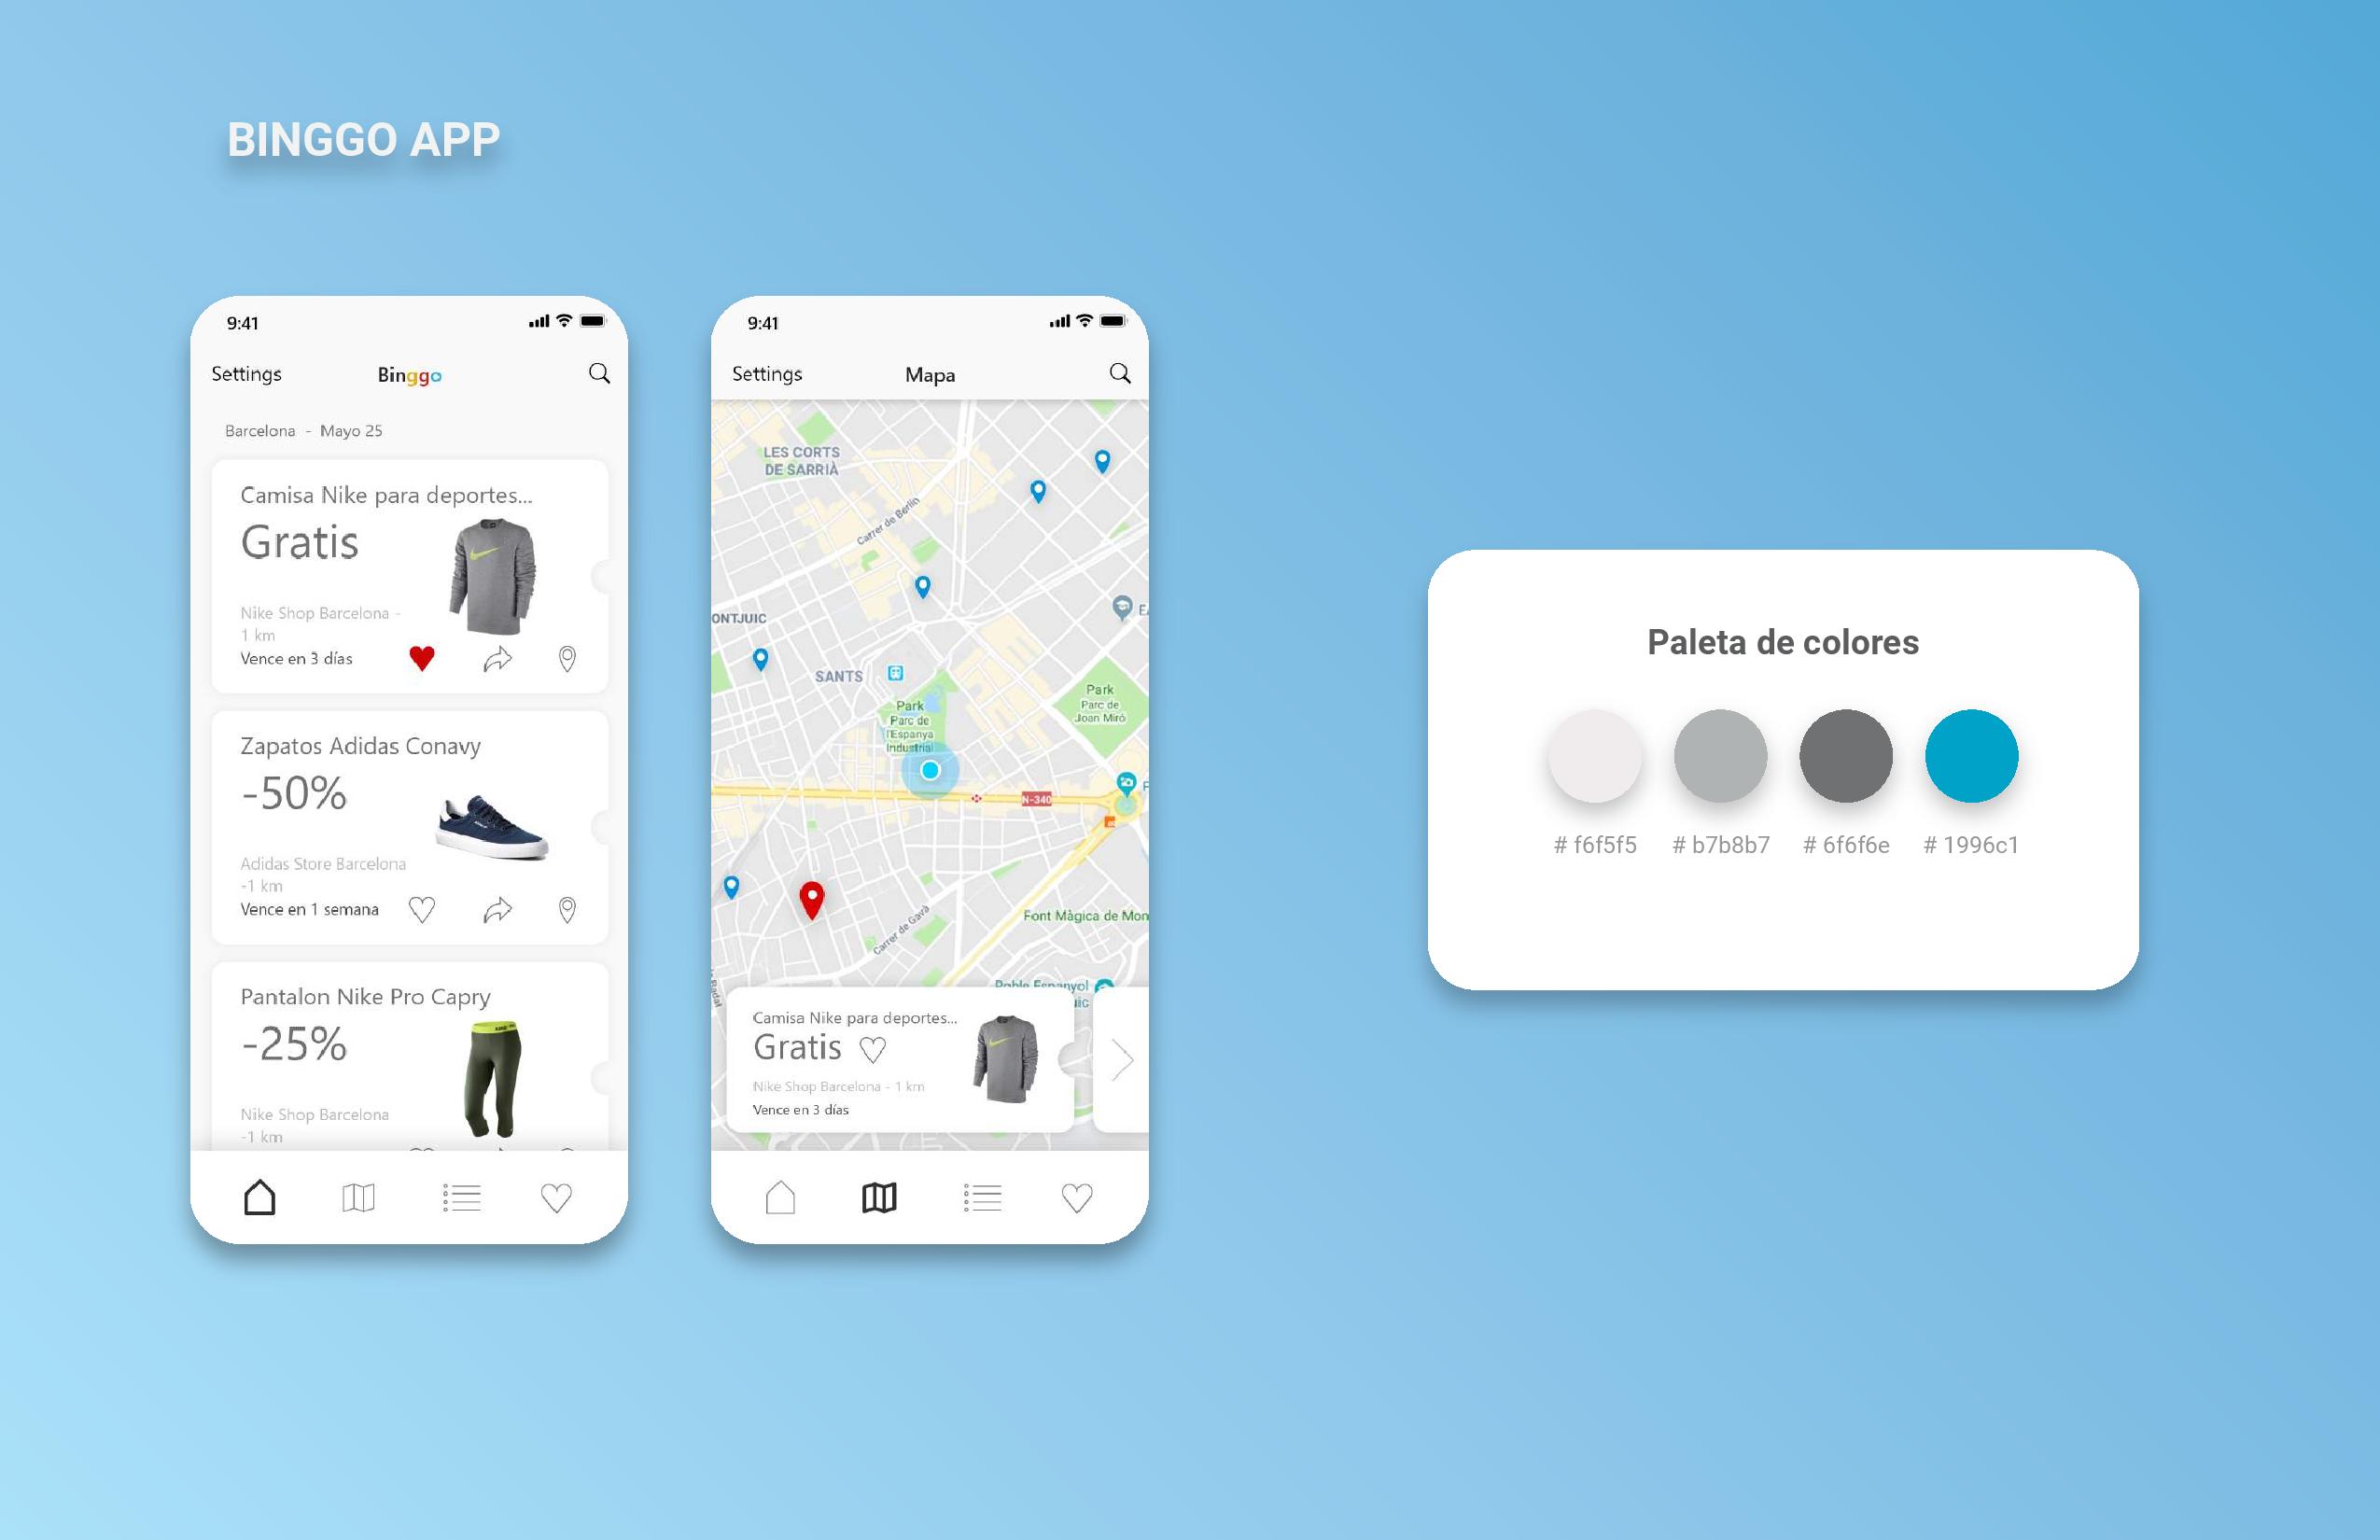 BINGGO APP
9:41
Settings
Binggo
Barcelona - Mayo 25
Camisa Nike para deportes...
Gratis
Nike Shop Barcelona -
1 km
Vence en 3 días
Zapatos Adidas Conavy
-50%
Adidas Store Barcelona
-1 km
Vence en 1 semana
Pantalon Nike Pro Capry
-25%
Nike Shop Barcelona
-1 km
9:41
Settings
Mapa
LES CORTS
DE SARRIÀ
Carrer de Berlín
ONTJUIC
SANTS
Park
Parc de
l'Espanya
Industrial
Park
Parc de
Joan Miró
N-340
Carrer de Gavà
Font Màgica de Mon
Poble Espanyol
Camisa Nike para deportes...
Gratis
Nike Shop Barcelona - 1 km
Vence en 3 días
Paleta de colores
# f6f5f5
# b7b8b7
# 6f6f6e
# 1996c1